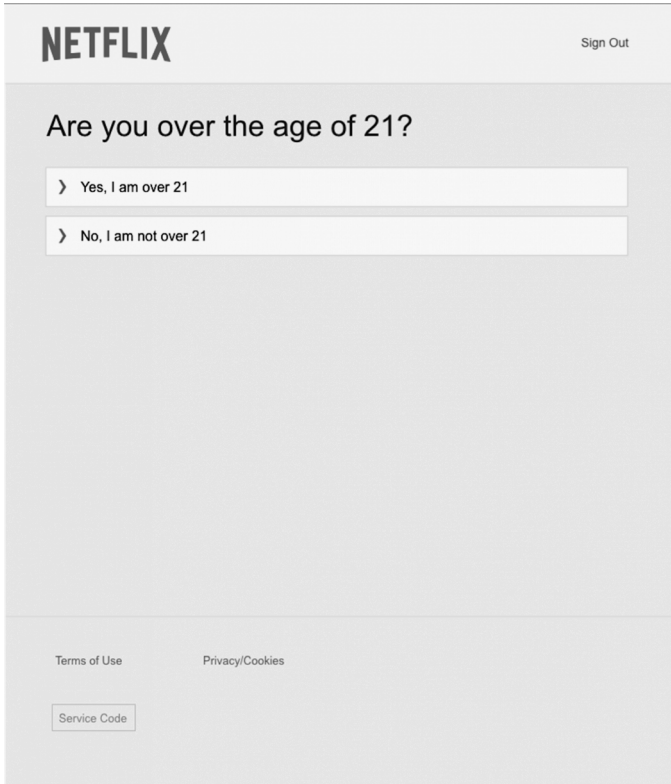 NETFLIX
Sign Out
Are you over the age of 21?
Yes, I am over 21
No, I am not over 21
Terms of Use
Privacy/Cookies
Service Code